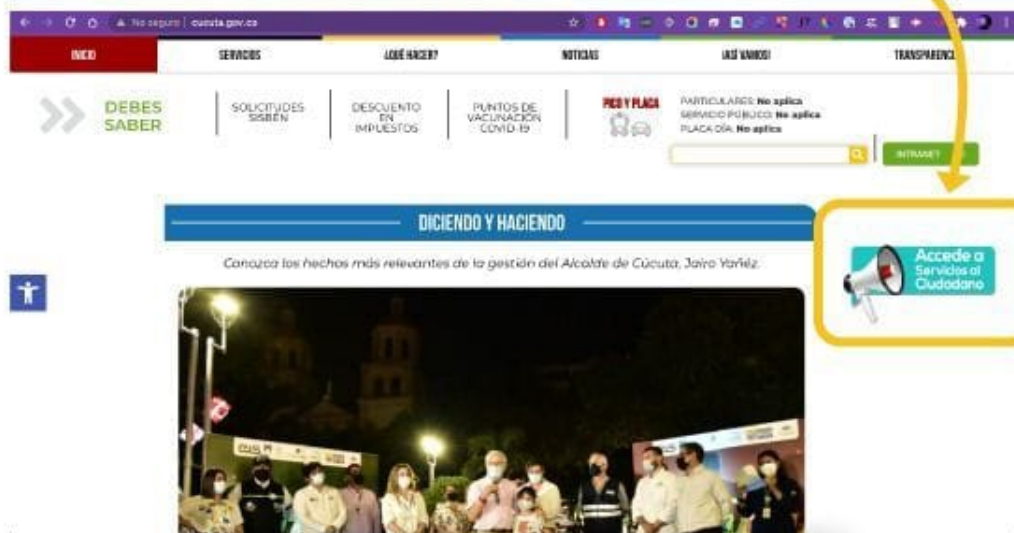 No seguro | cucuta.gov.co
INICIO
SERVICIOS
¿QUÉ HACER?
NOTICIAS
¡ASÍ VAMOS!
TRANSPARENCI
DEBES
SABER
SOLICITUDES
SISBÉN
DESCUENTO
EN
IMPUESTOS
PUNTOS DE
VACUNACIÓN
COVID-19
PICO Y PLACA
PARTICULARES: No aplica
SERVICIO PÚBLICO: No aplica
PLACA DÍA: No aplica
INTRANET
DICIENDO Y HACIENDO
Conozca los hechos más relevantes de la gestión del Alcalde de Cúcuta, Jairo Yañéz.
Accede a
Servicios al
Ciudadano